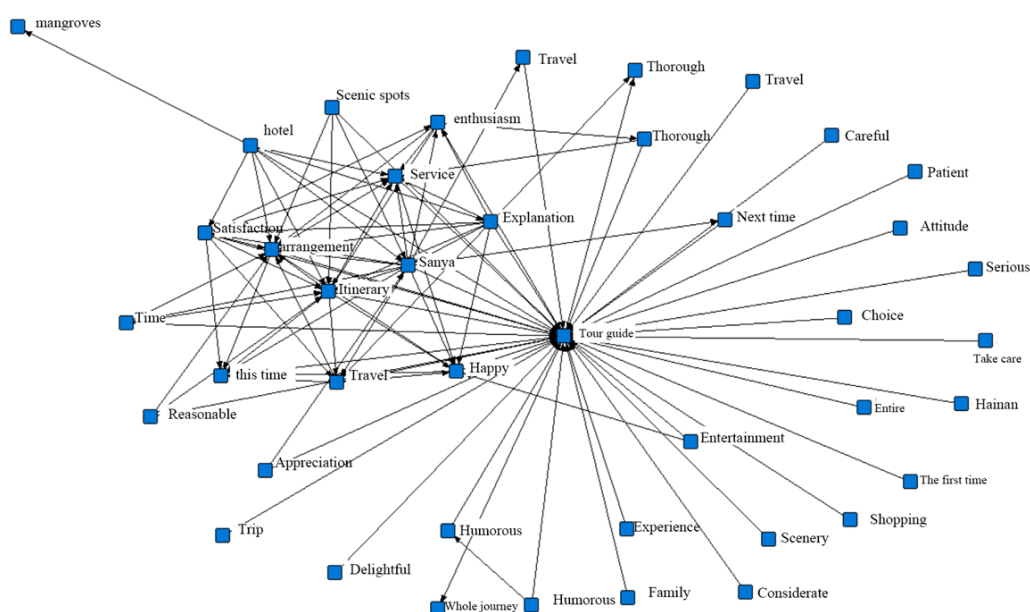 mangroves
Travel
Thorough
Travel
Scenic spots
enthusiasm
hotel
Thorough
Careful
Service
Patient
Explanation
Next time
Satisfaction
Attitude
arrangement
Sanya
Serious
Itinerary
Time
Choice
Tour guide
Take care
this time
Travel
Happy
Reasonable
Entire
Hainan
Entertainment
Appreciation
The first time
Trip
Humorous
Experience
Shopping
Scenery
Delightful
Whole journey
Humorous
Family
Considerate